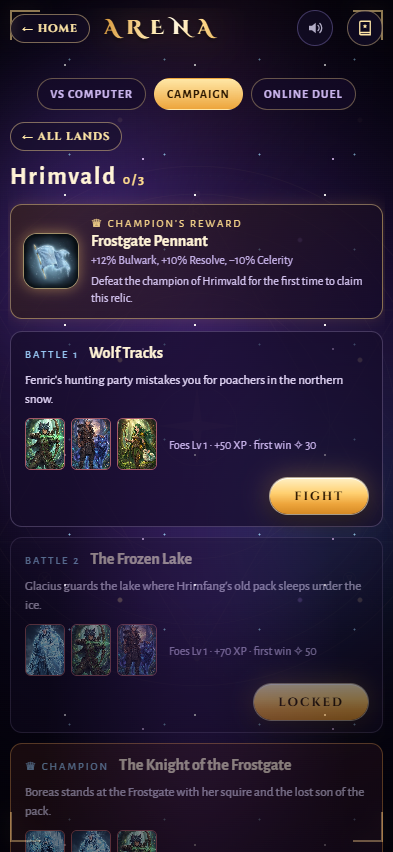 ← HOME
ARENA
VS COMPUTER
CAMPAIGN
ONLINE DUEL
← ALL LANDS
Hrimvald 0/3
♛ CHAMPION'S REWARD
Frostgate Pennant
+12% Bulwark, +10% Resolve, −10% Celerity
Defeat the champion of Hrimvald for the first time to claim
this relic.
BATTLE 1 Wolf Tracks
Fenric's hunting party mistakes you for poachers in the northern
snow.
Foes Lv 1 · +50 XP · first win ✧ 30
FIGHT
BATTLE 2 The Frozen Lake
Glacius guards the lake where Hrimfang's old pack sleeps under the
ice.
Foes Lv 1 · +70 XP · first win ✧ 50
LOCKED
♛ CHAMPION The Knight of the Frostgate
Boreas stands at the Frostgate with her squire and the lost son of the
pack.